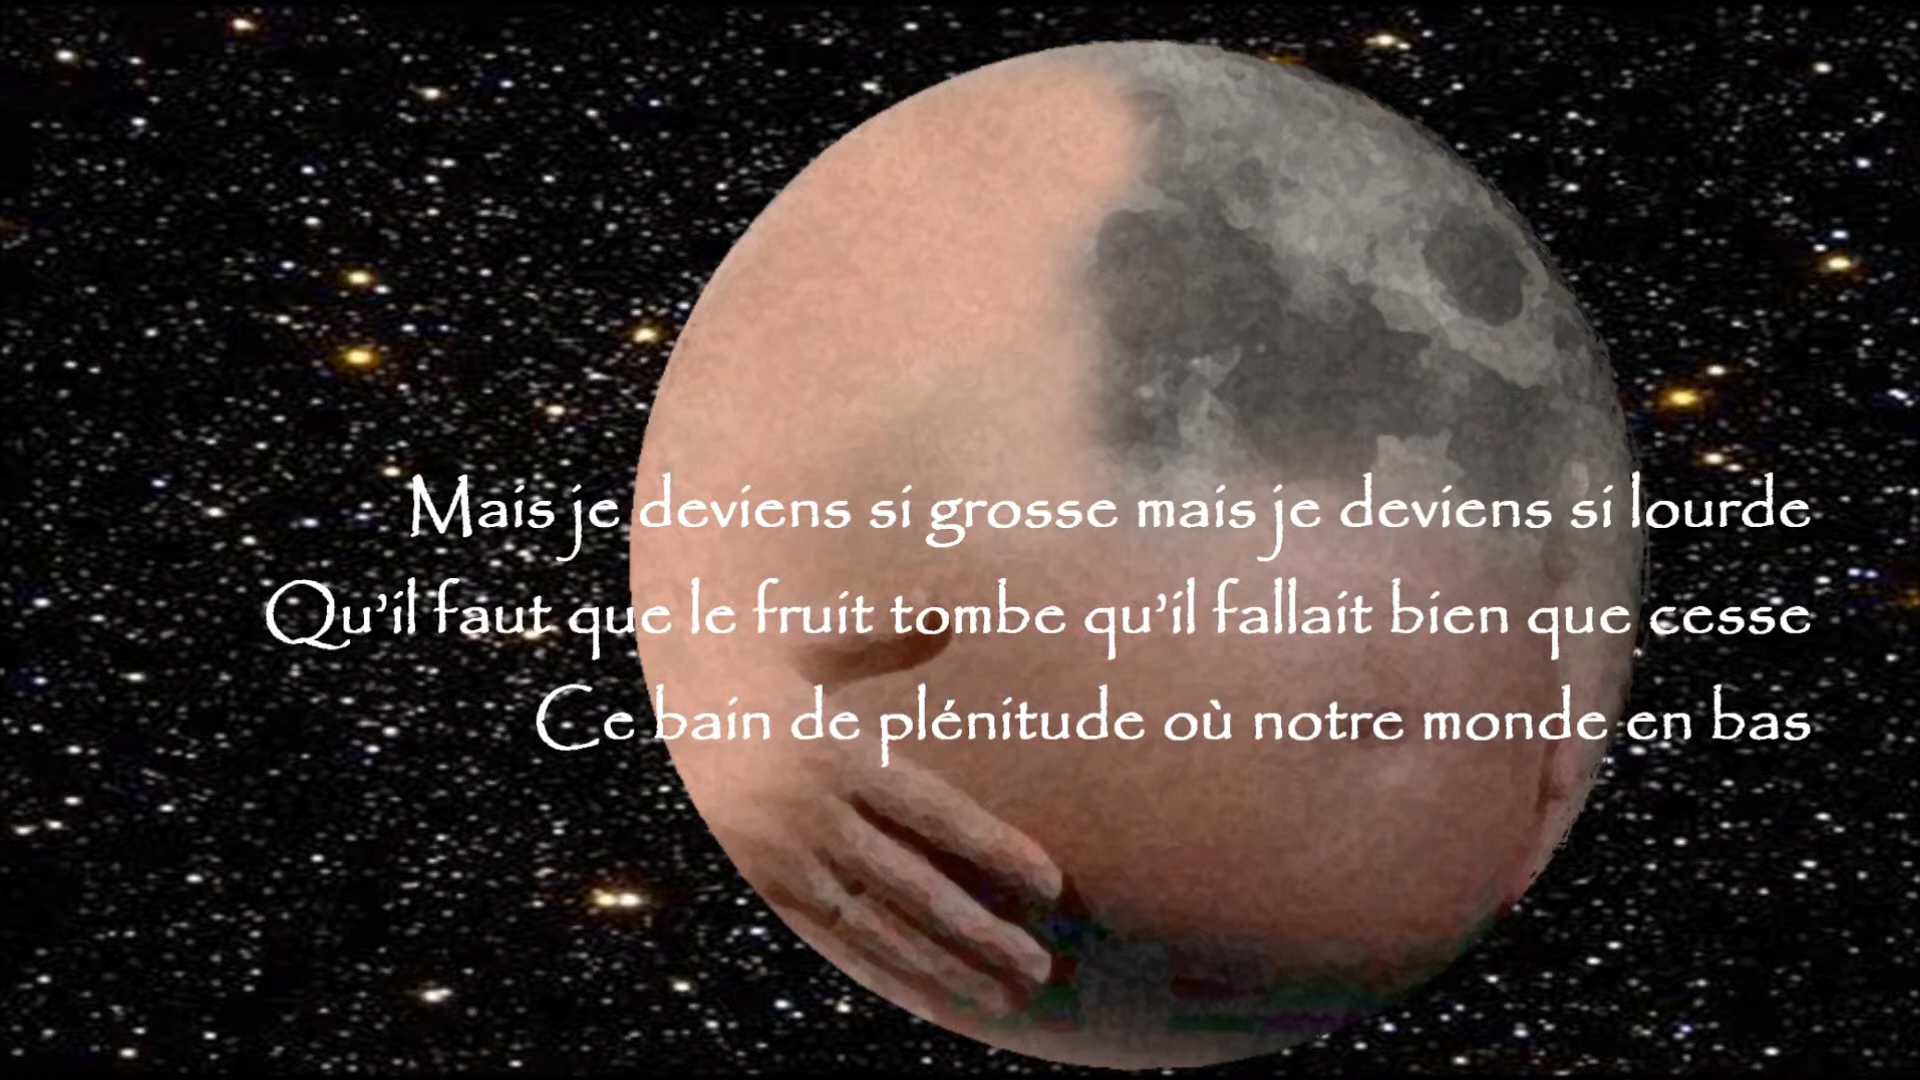 Mais je deviens si grosse mais je deviens si lourde
Qu’il faut que le fruit tombe qu’il fallait bien que cesse
Ce bain de plénitude où notre monde en bas